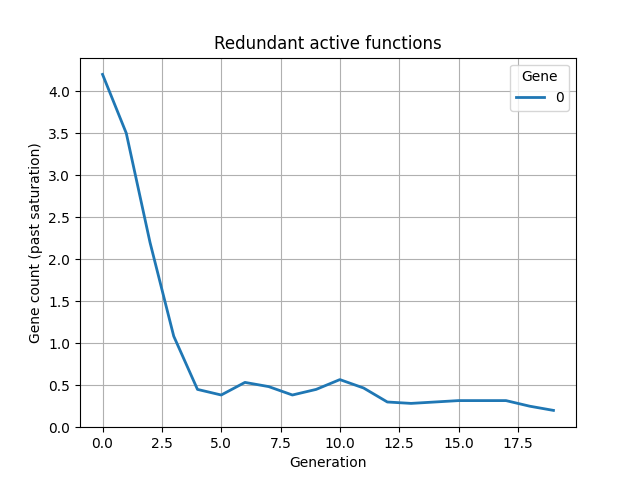 Redundant active functions
Gene
0
Gene count (past saturation)
4.0
3.5
3.0
2.5
2.0
1.5
1.0
0.5
0.0
0.0 2.5 5.0 7.5 10.0 12.5 15.0 17.5
Generation